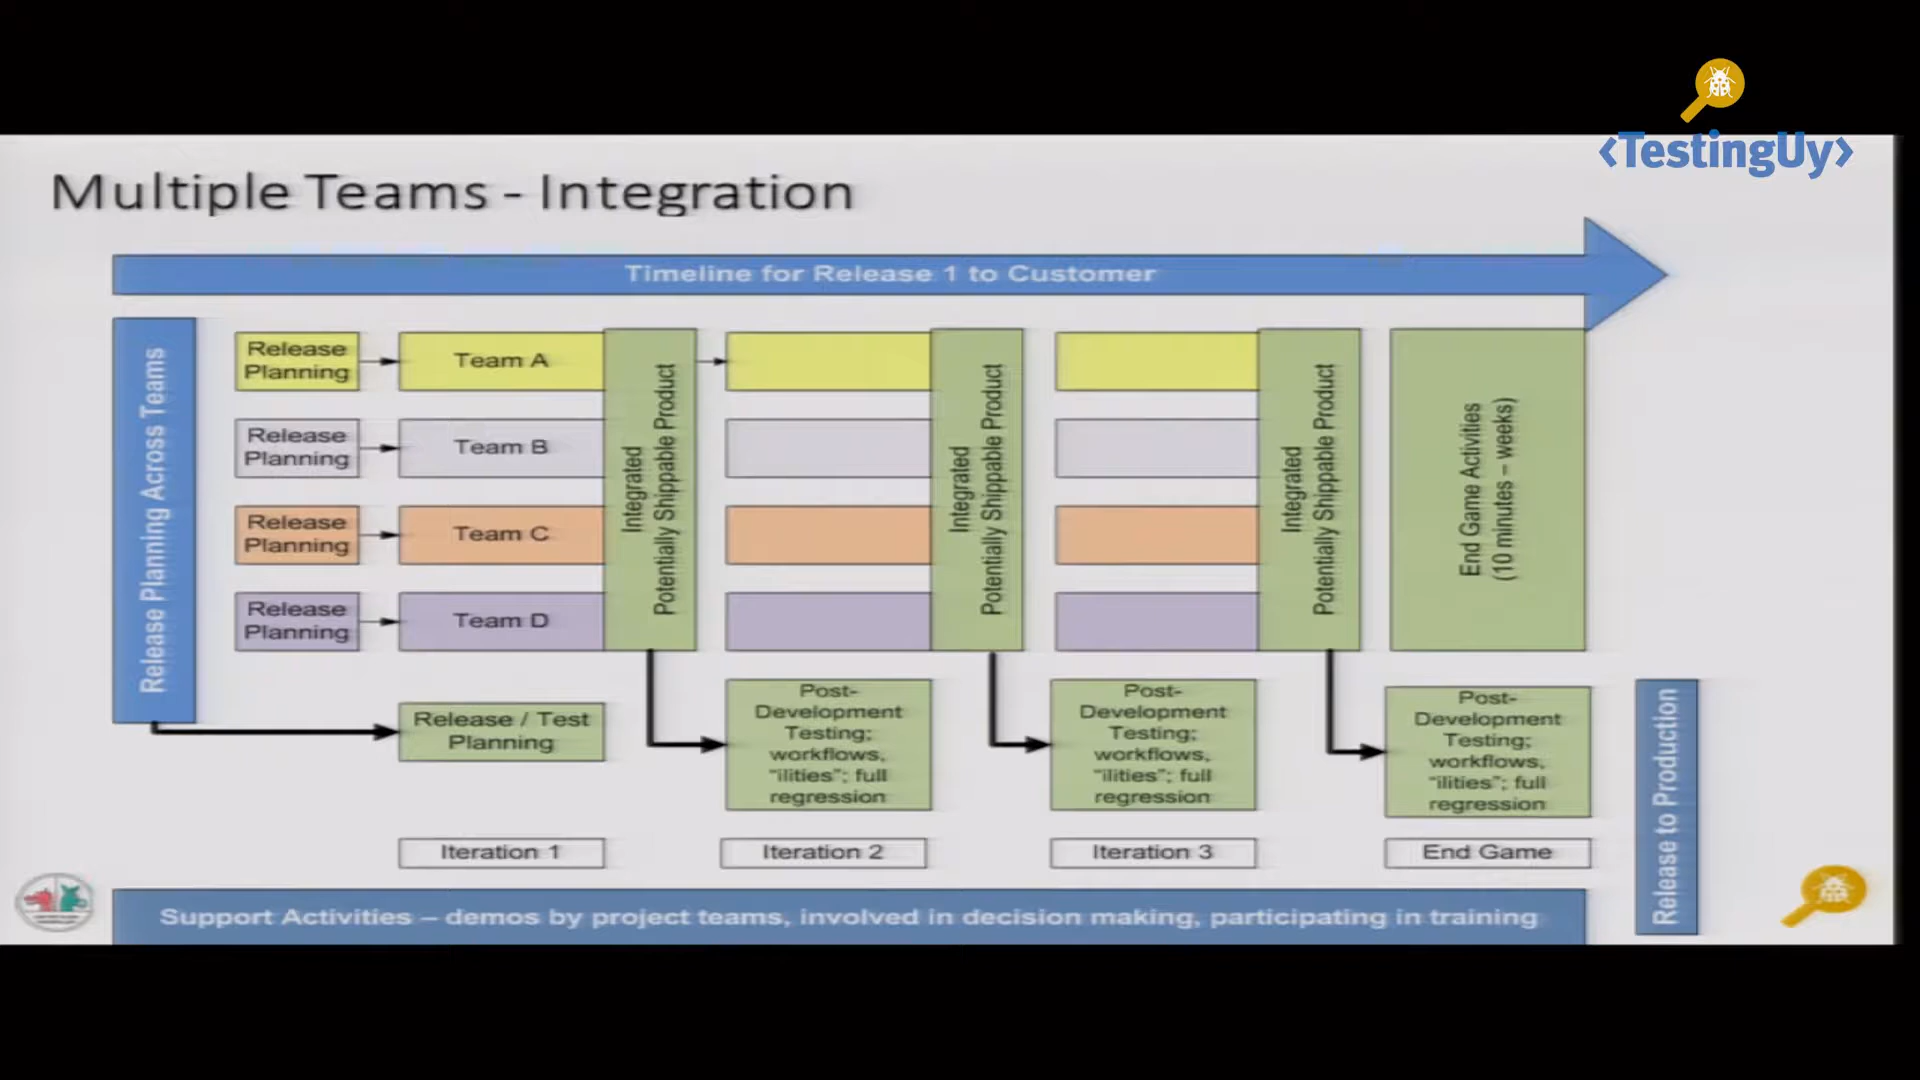 <TestingUy>
Multiple Teams - Integration
Timeline for Release 1 to Customer
Release Planning Across Teams
Release
Planning
Team A
Release
Planning
Team B
Release
Planning
Team C
Release
Planning
Team D
Integrated
Potentially Shippable Product
Integrated
Potentially Shippable Product
Integrated
Potentially Shippable Product
End Game Activities
(10 minutes – weeks)
Release / Test
Planning
Post-
Development
Testing;
workflows,
“ilities”; full
regression
Post-
Development
Testing;
workflows,
“ilities”; full
regression
Post-
Development
Testing;
workflows,
“ilities”; full
regression
Release to Production
Iteration 1
Iteration 2
Iteration 3
End Game
Support Activities – demos by project teams, involved in decision making, participating in training